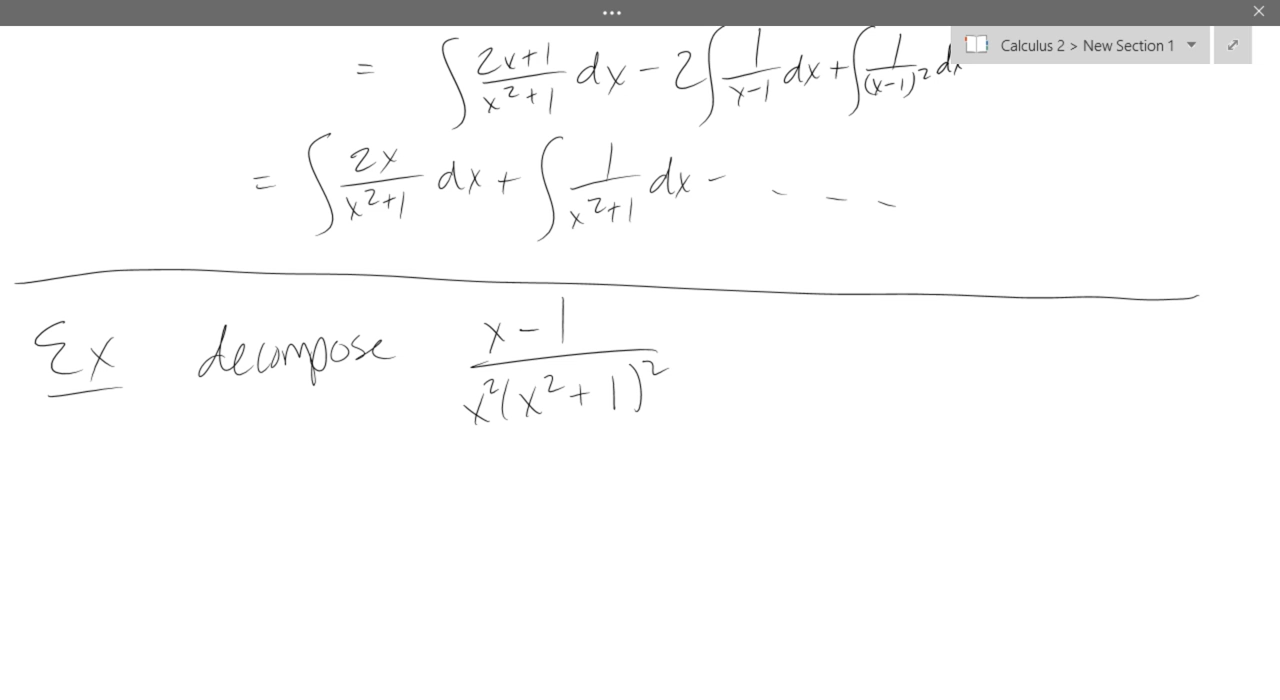 Calculus 2 > New Section 1
= ∫ (2x+1)/(x²+1) dx − 2∫ 1/(x−1) dx + ∫ 1/(x−1)² dx
= ∫ 2x/(x²+1) dx + ∫ 1/(x²+1) dx − - - -
Ex decompose (x−1)/(x²(x²+1)²)